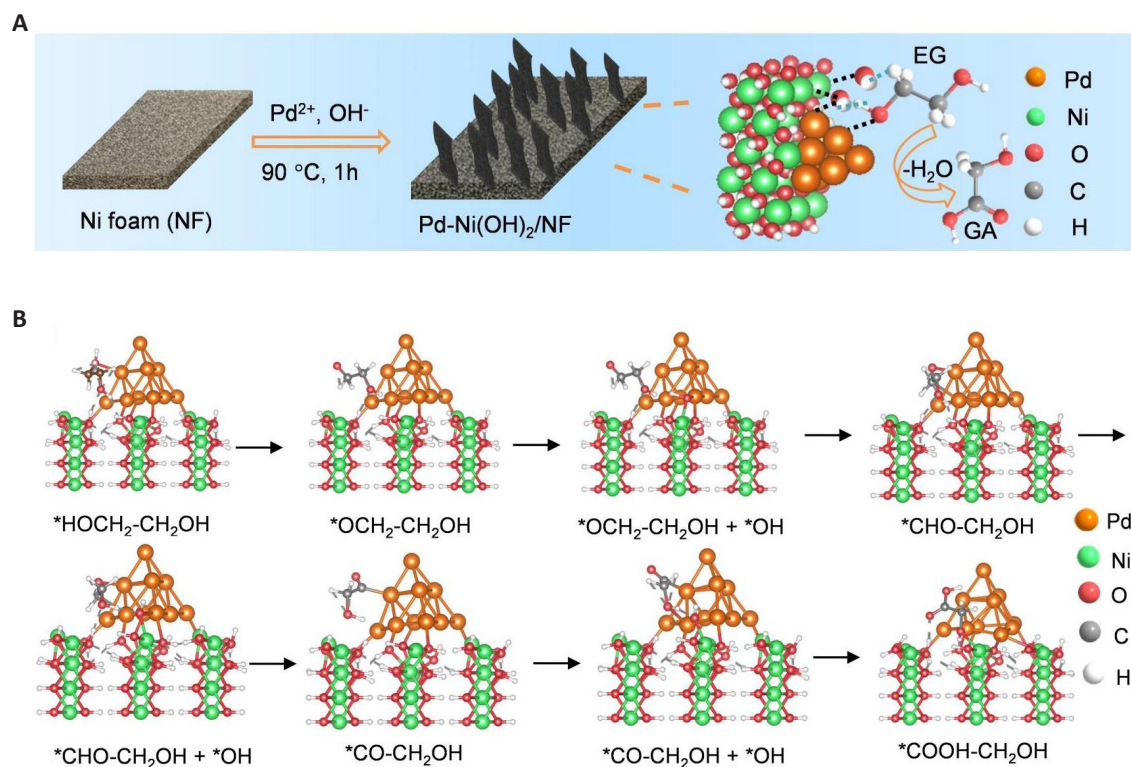 A
Pd²⁺, OH⁻
90 °C, 1h
Ni foam (NF)
Pd-Ni(OH)₂/NF
EG
-H₂O
GA
Pd
Ni
O
C
H
B
*HOCH₂-CH₂OH
*OCH₂-CH₂OH
*OCH₂-CH₂OH + *OH
*CHO-CH₂OH
*CHO-CH₂OH + *OH
*CO-CH₂OH
*CO-CH₂OH + *OH
*COOH-CH₂OH
Pd
Ni
O
C
H